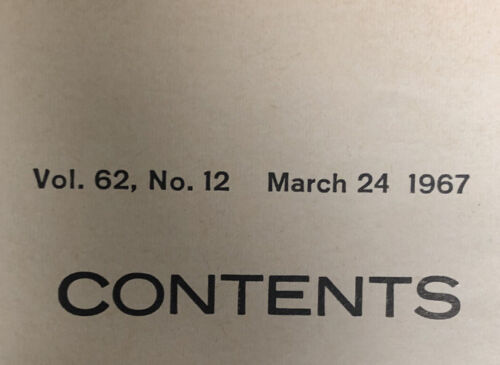 Vol. 62, No. 12 March 24 1967
CONTENTS